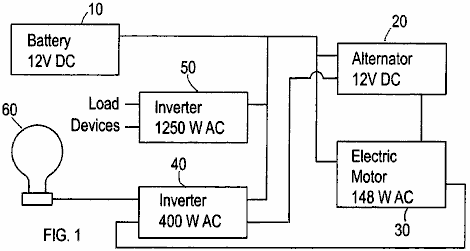 10
Battery
12V DC
20
Alternator
12V DC
50
Load
Devices
Inverter
1250 W AC
60
40
Inverter
400 W AC
Electric
Motor
148 W AC
30
FIG. 1